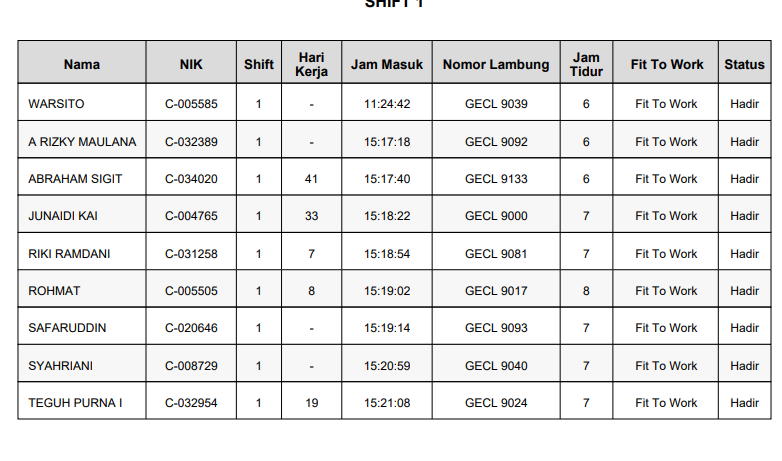 SHIFT 1
Nama NIK Shift Hari Kerja Jam Masuk Nomor Lambung Jam Tidur Fit To Work Status
WARSITO C-005585 1 - 11:24:42 GECL 9039 6 Fit To Work Hadir
A RIZKY MAULANA C-032389 1 - 15:17:18 GECL 9092 6 Fit To Work Hadir
ABRAHAM SIGIT C-034020 1 41 15:17:40 GECL 9133 6 Fit To Work Hadir
JUNAIDI KAI C-004765 1 33 15:18:22 GECL 9000 7 Fit To Work Hadir
RIKI RAMDANI C-031258 1 7 15:18:54 GECL 9081 7 Fit To Work Hadir
ROHMAT C-005505 1 8 15:19:02 GECL 9017 8 Fit To Work Hadir
SAFARUDDIN C-020646 1 - 15:19:14 GECL 9093 7 Fit To Work Hadir
SYAHRIANI C-008729 1 - 15:20:59 GECL 9040 7 Fit To Work Hadir
TEGUH PURNA I C-032954 1 19 15:21:08 GECL 9024 7 Fit To Work Hadir